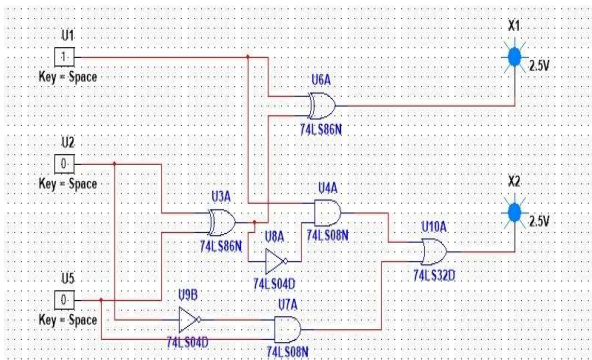 U1
1
Key = Space
U6A
74LS86N
X1
2.5V
U2
0
Key = Space
U3A
74LS86N
U4A
74LS08N
U8A
74LS04D
X2
2.5V
U10A
74LS32D
U5
0
Key = Space
U9B
74LS04D
U7A
74LS08N